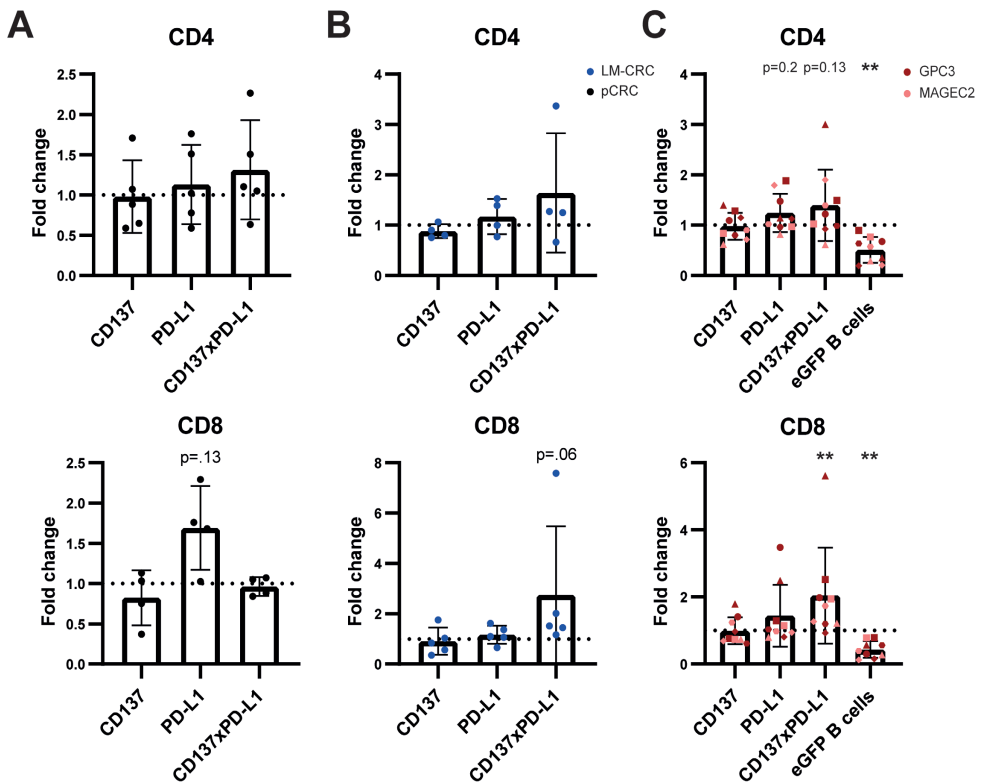 A
CD4
Fold change
2.5
2.0
1.5
1.0
0.5
0.0
CD137
PD-L1
CD137xPD-L1
B
CD4
LM-CRC
pCRC
Fold change
4
3
2
1
0
CD137
PD-L1
CD137xPD-L1
C
CD4
p=0.2 p=0.13 **
GPC3
MAGEC2
Fold change
4
3
2
1
0
CD137
PD-L1
CD137xPD-L1
eGFP B cells
CD8
p=.13
Fold change
2.5
2.0
1.5
1.0
0.5
0.0
CD137
PD-L1
CD137xPD-L1
CD8
p=.06
Fold change
8
6
4
2
0
CD137
PD-L1
CD137xPD-L1
CD8
** **
Fold change
6
4
2
0
CD137
PD-L1
CD137xPD-L1
eGFP B cells